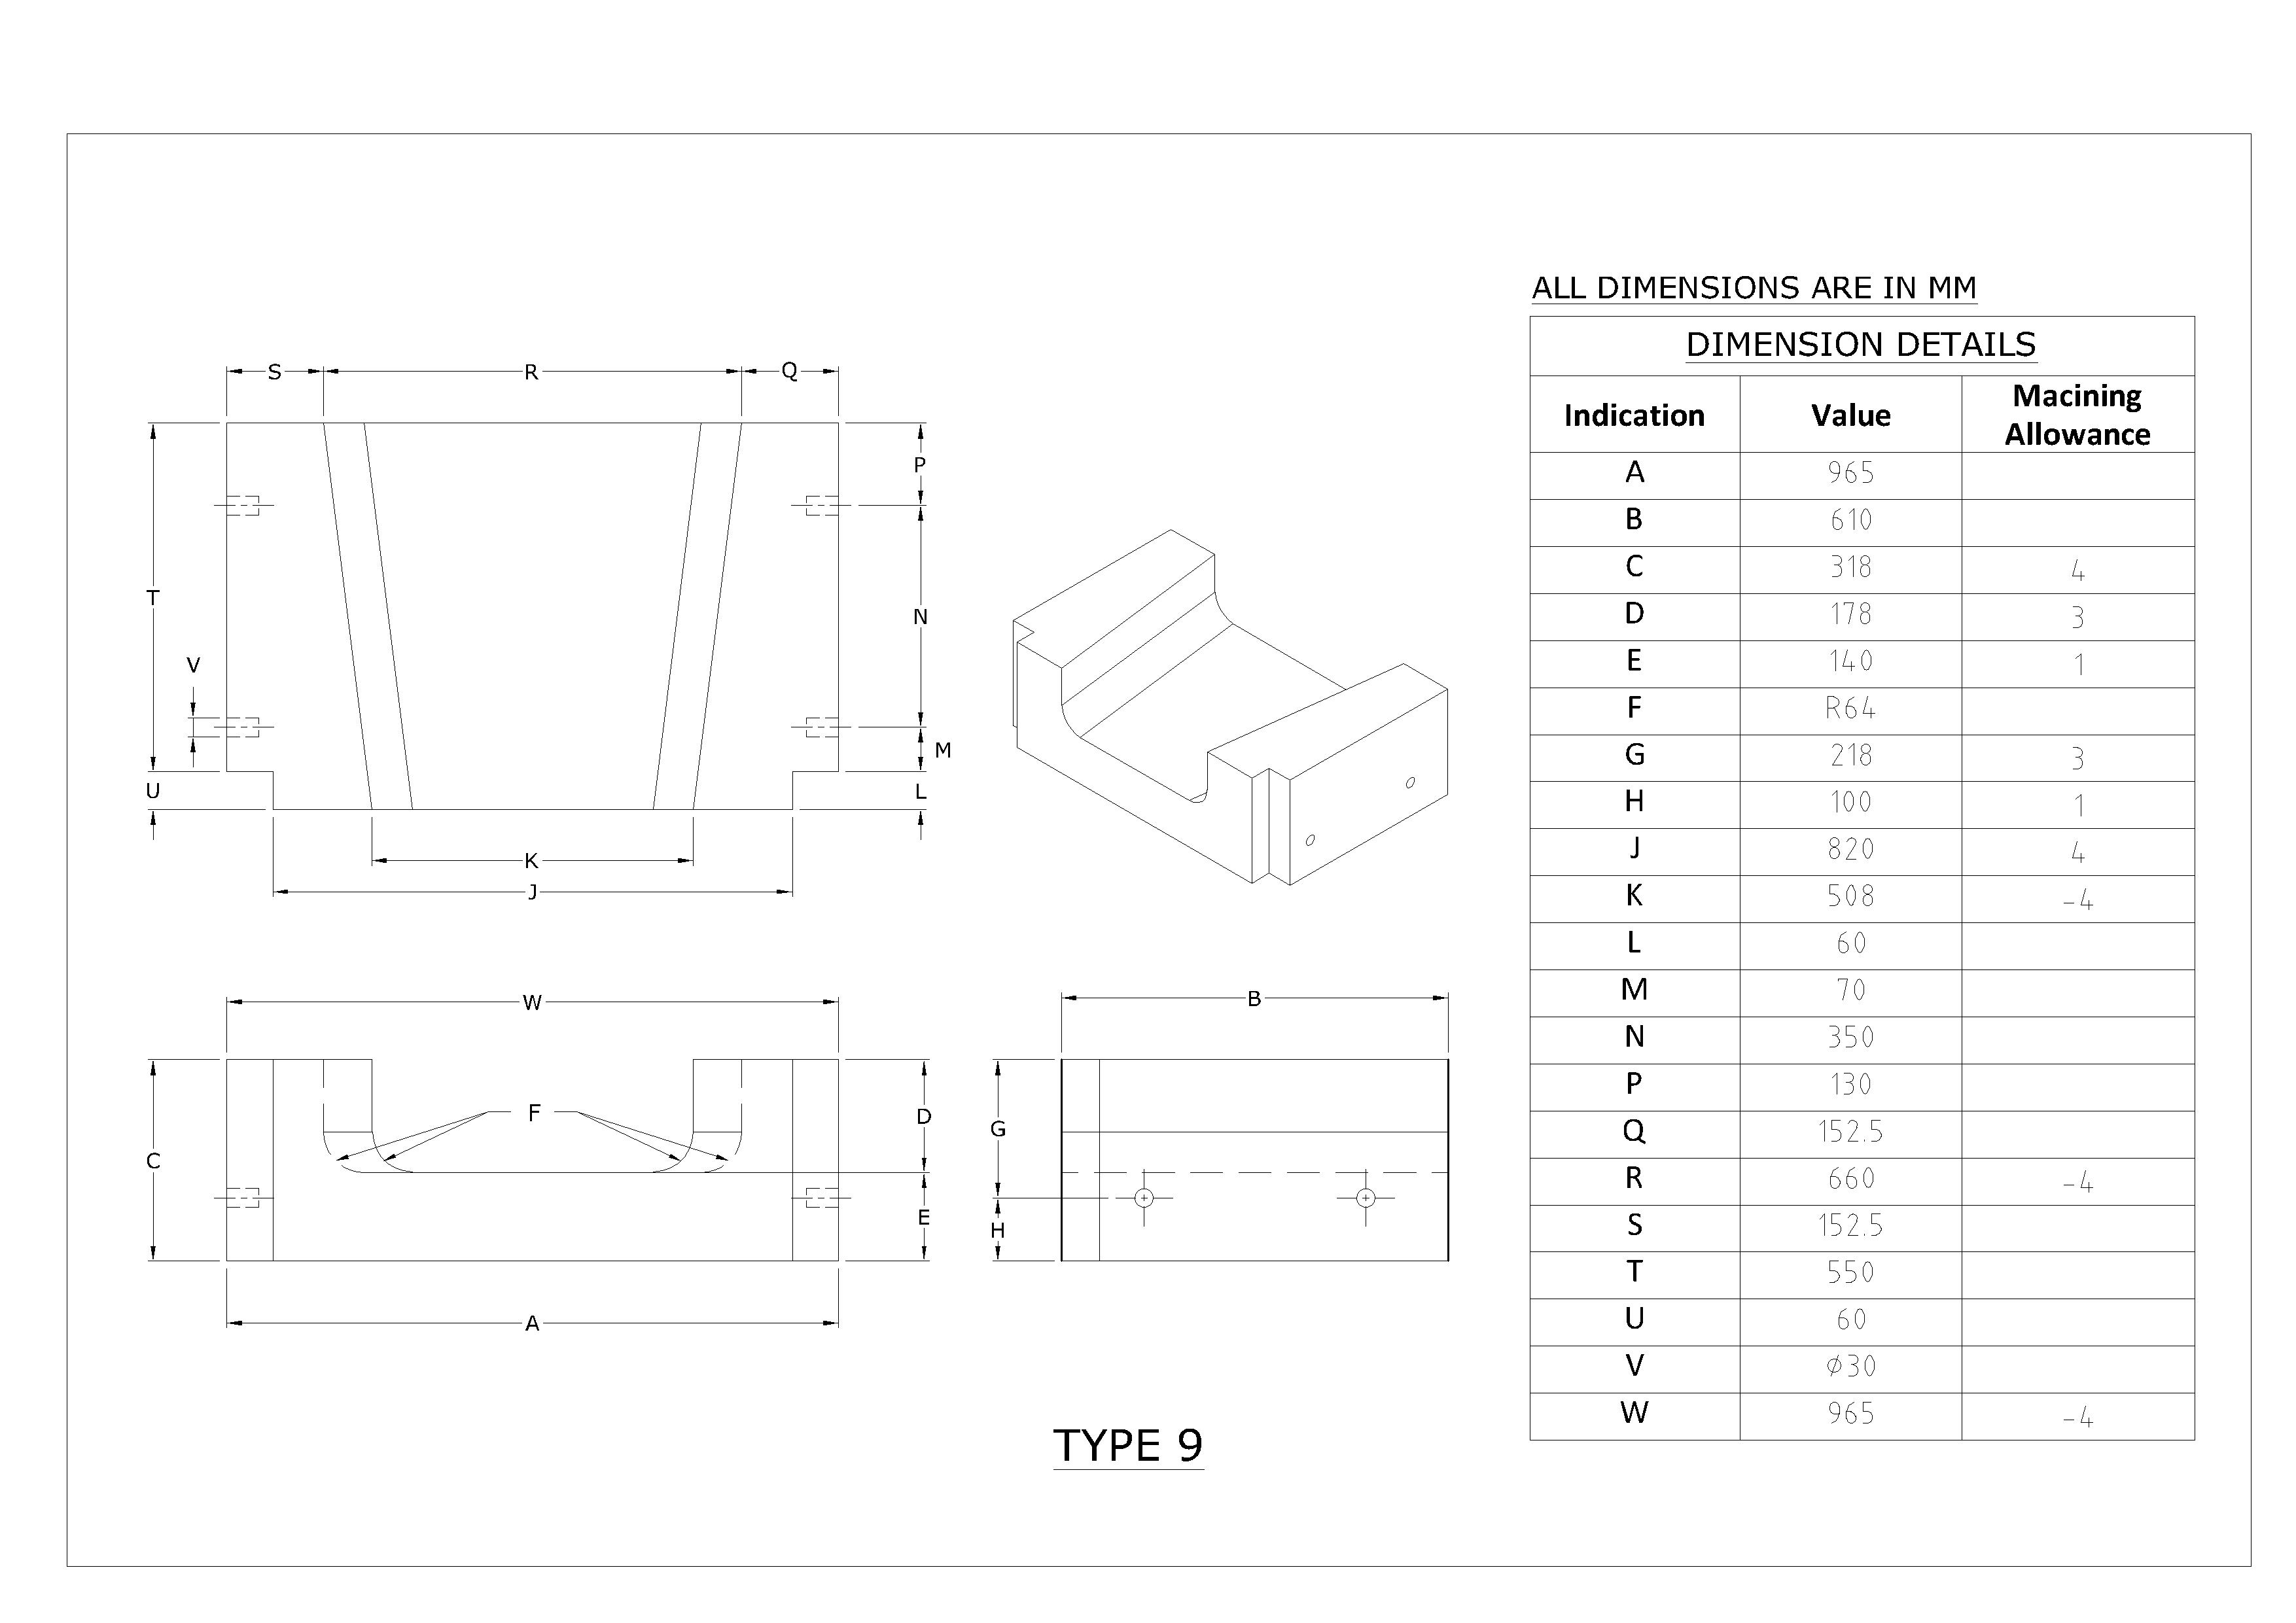 ALL DIMENSIONS ARE IN MM
DIMENSION DETAILS
Indication Value Macining Allowance
A 965
B 610
C 318 4
D 178 3
E 140 1
F R64
G 218 3
H 100 1
J 820 4
K 508 -4
L 60
M 70
N 350
P 130
Q 152.5
R 660 -4
S 152.5
T 550
U 60
V ϕ30
W 965 -4
S R Q
P
T
N
V
M
U L
K
J
W
B
F
D
G
C
E
H
A
TYPE 9